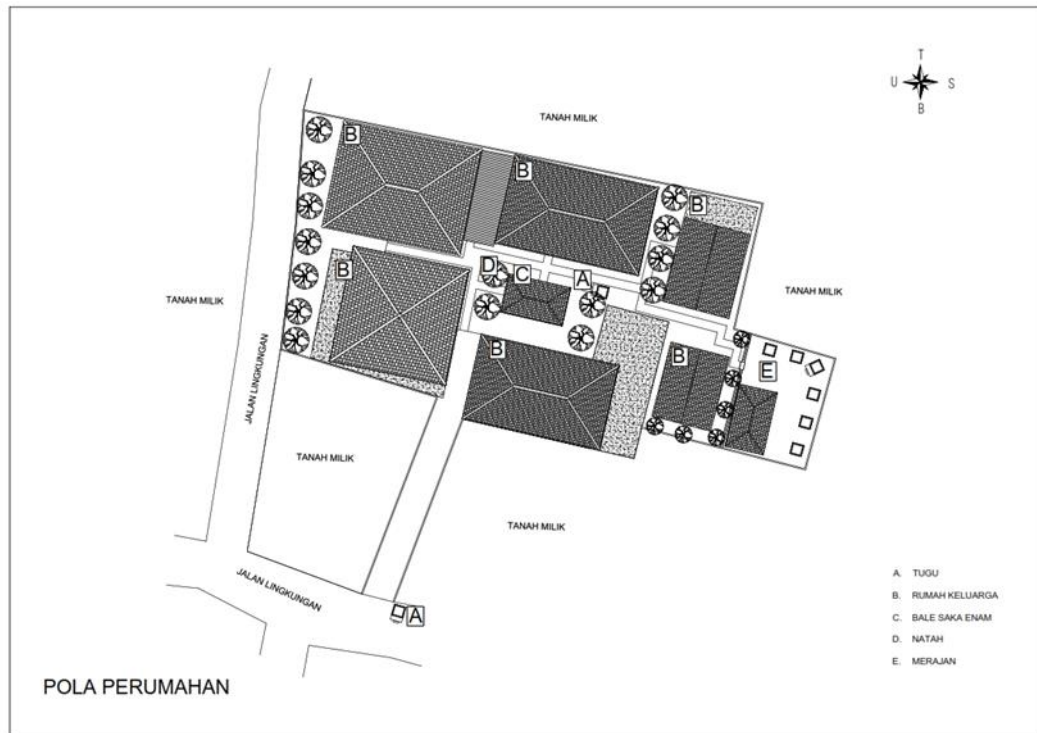 T
U S
B
TANAH MILIK
B
B
B
TANAH MILIK
TANAH MILIK
D
C
A
B
B
B
E
JALAN LINGKUNGAN
TANAH MILIK
TANAH MILIK
JALAN LINGKUNGAN
A
A. TUGU
B. RUMAH KELUARGA
C. BALE SAKA ENAM
D. NATAH
E. MERAJAN
POLA PERUMAHAN